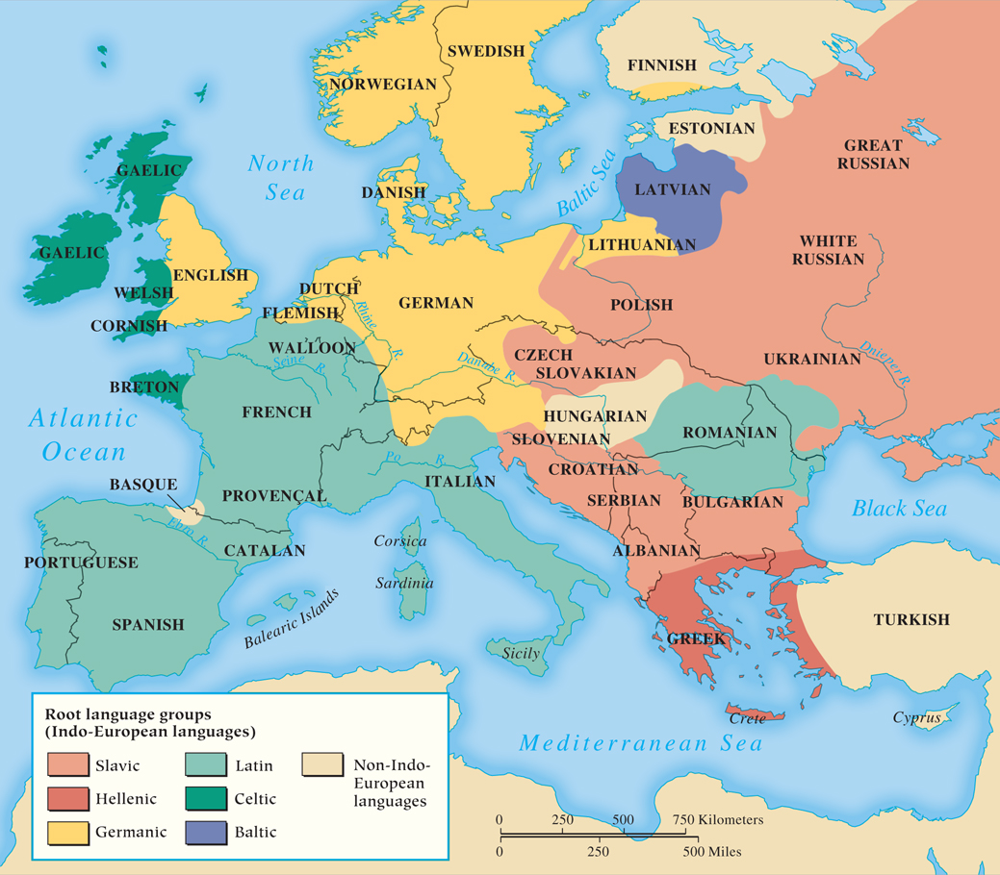 SWEDISH
NORWEGIAN
FINNISH
ESTONIAN
GREAT
RUSSIAN
GAELIC
North
Sea
DANISH
Baltic Sea
LATVIAN
GAELIC
LITHUANIAN
WHITE
RUSSIAN
ENGLISH
WELSH
DUTCH
GERMAN
POLISH
FLEMISH
CORNISH
Rhine R.
WALLOON
Seine R.
Danube R.
CZECH
SLOVAKIAN
UKRAINIAN
Dnieper R.
BRETON
FRENCH
Atlantic
Ocean
HUNGARIAN
SLOVENIAN
ROMANIAN
Po R.
CROATIAN
BASQUE
PROVENÇAL
ITALIAN
SERBIAN
BULGARIAN
Black Sea
Ebro R.
CATALAN
Corsica
ALBANIAN
PORTUGUESE
Sardinia
Balearic Islands
SPANISH
TURKISH
GREEK
Sicily
Crete
Cyprus
Mediterranean Sea
Root language groups
(Indo-European languages)
Slavic
Latin
Non-Indo-
European
languages
Hellenic
Celtic
Germanic
Baltic
0 250 500 750 Kilometers
0 250 500 Miles